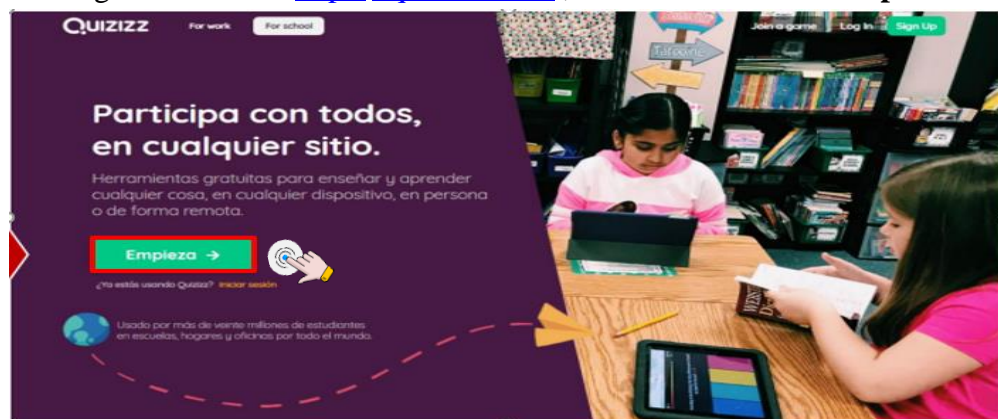 QUIZIZZ For work For school Join a game Log In Sign Up
Tatooine
Participa con todos,
en cualquier sitio.
Herramientas gratuitas para enseñar y aprender
cualquier cosa, en cualquier dispositivo, en persona
o de forma remota.
Empieza →
¿Ya estás usando Quizizz? Iniciar sesión
Usado por más de veinte millones de estudiantes
en escuelas, hogares y oficinas por todo el mundo.